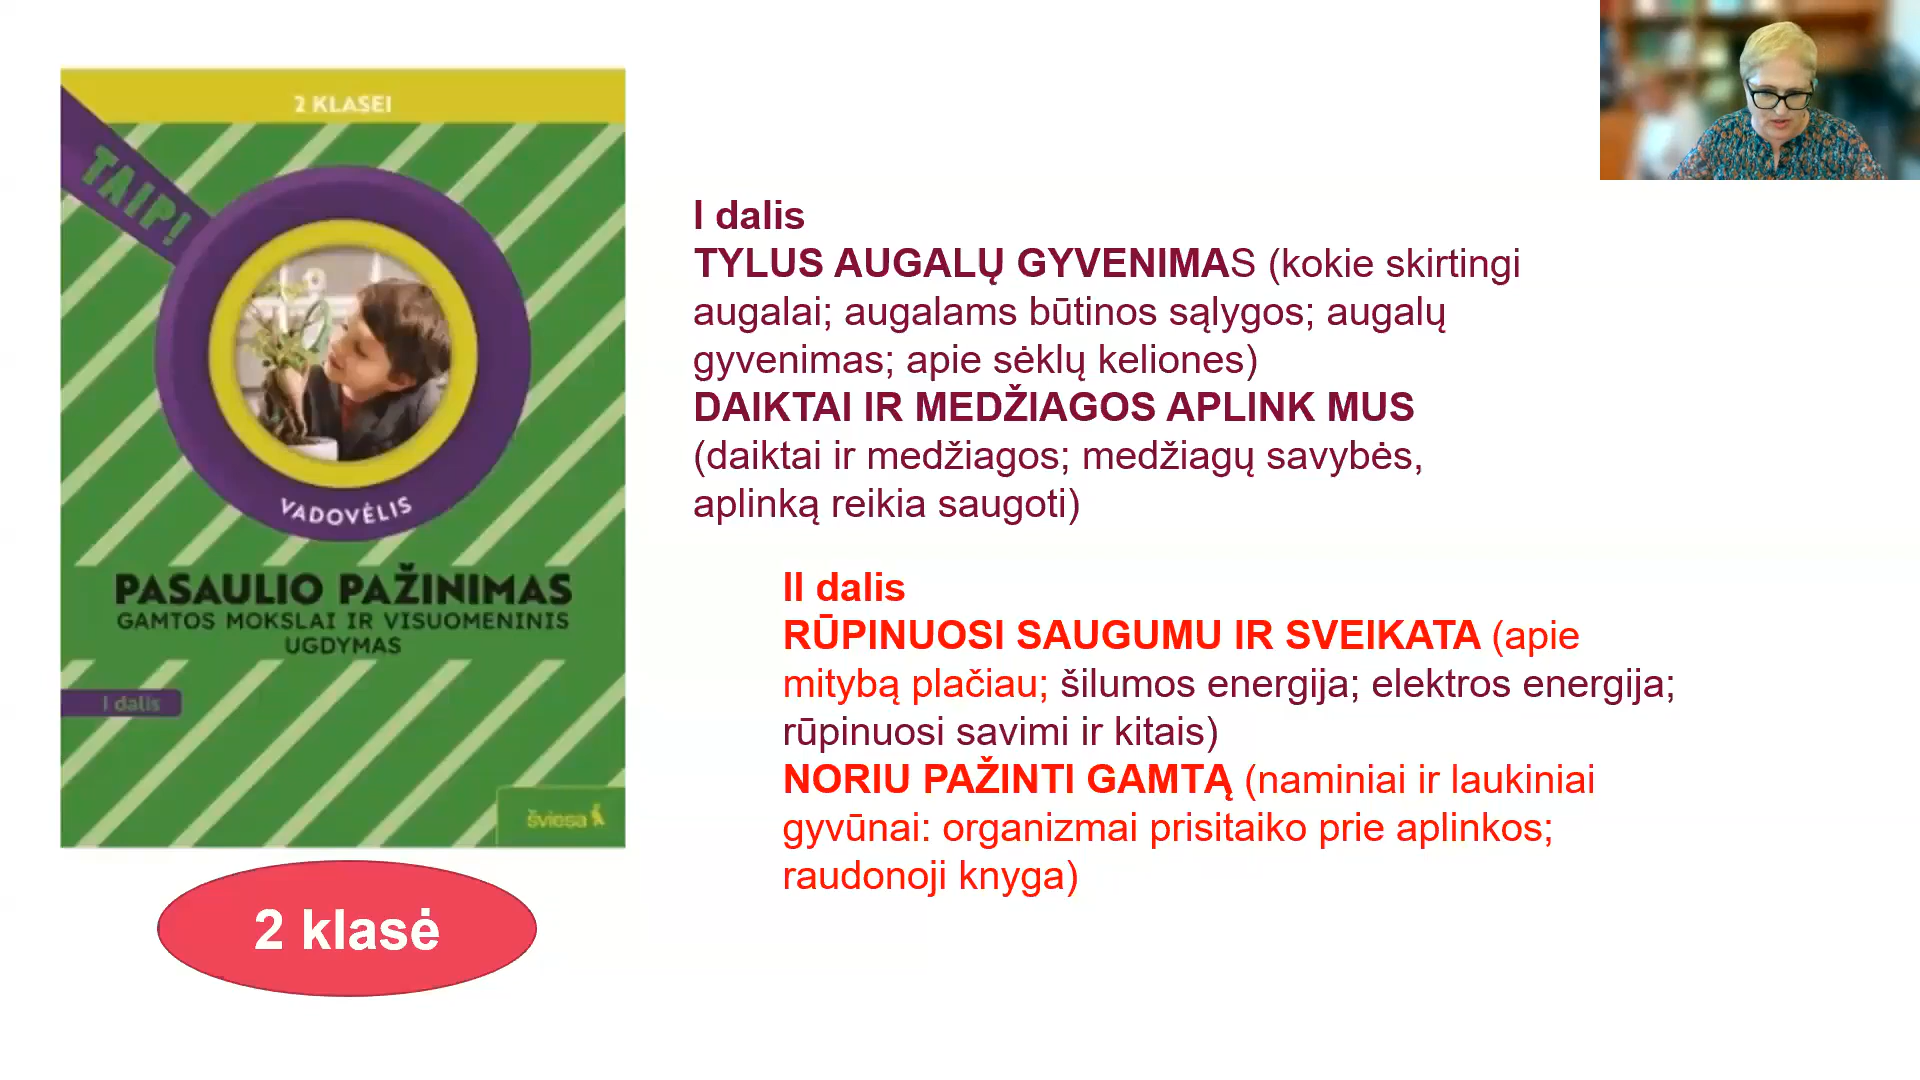 2 KLASEI
TAIP!
VADOVĖLIS
PASAULIO PAŽINIMAS
GAMTOS MOKSLAI IR VISUOMENINIS
UGDYMAS
I dalis
šviesa
2 klasė
I dalis
TYLUS AUGALŲ GYVENIMAS (kokie skirtingi
augalai; augalams būtinos sąlygos; augalų
gyvenimas; apie sėklų keliones)
DAIKTAI IR MEDŽIAGOS APLINK MUS
(daiktai ir medžiagos; medžiagų savybės,
aplinką reikia saugoti)
II dalis
RŪPINUOSI SAUGUMU IR SVEIKATA (apie
mitybą plačiau; šilumos energija; elektros energija;
rūpinuosi savimi ir kitais)
NORIU PAŽINTI GAMTĄ (naminiai ir laukiniai
gyvūnai: organizmai prisitaiko prie aplinkos;
raudonoji knyga)